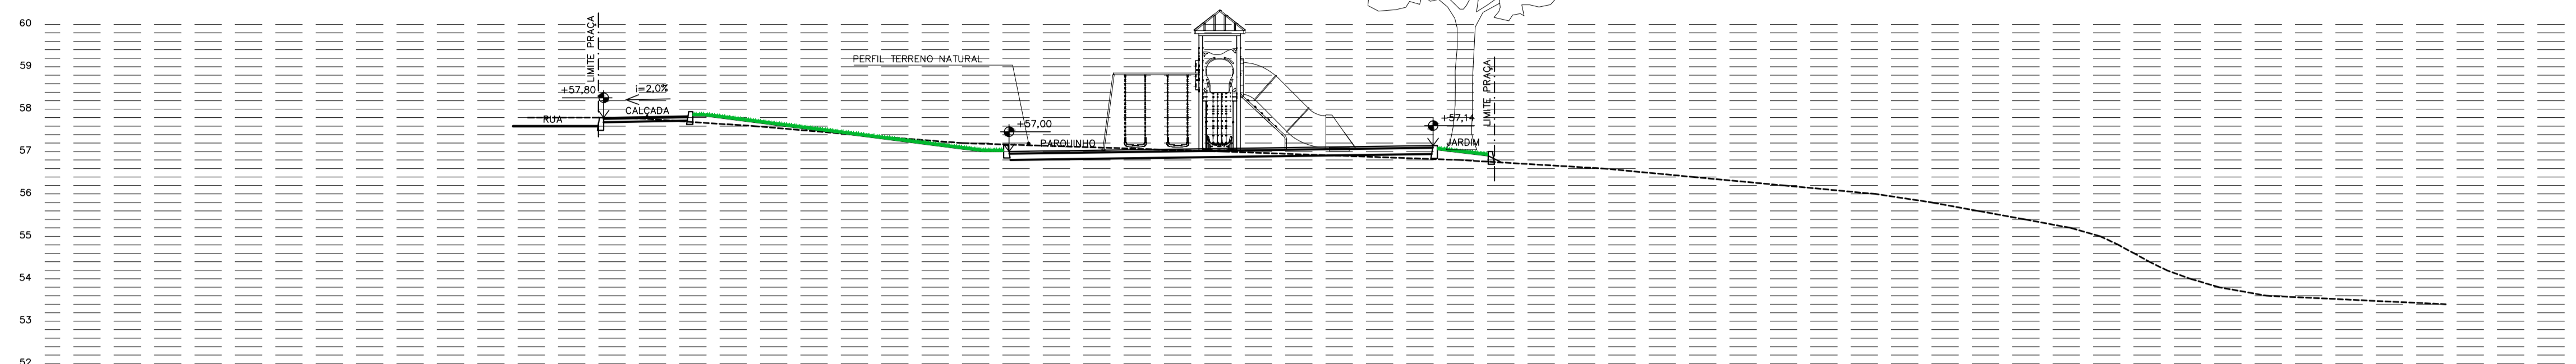 60
59
58
57
56
55
54
53
52
LIMITE PRAÇA
+57,80
i=2,0%
CALÇADA
RUA
PERFIL TERRENO NATURAL
+57,00
PARQUINHO
+57,14
JARDIM
LIMITE PRAÇA